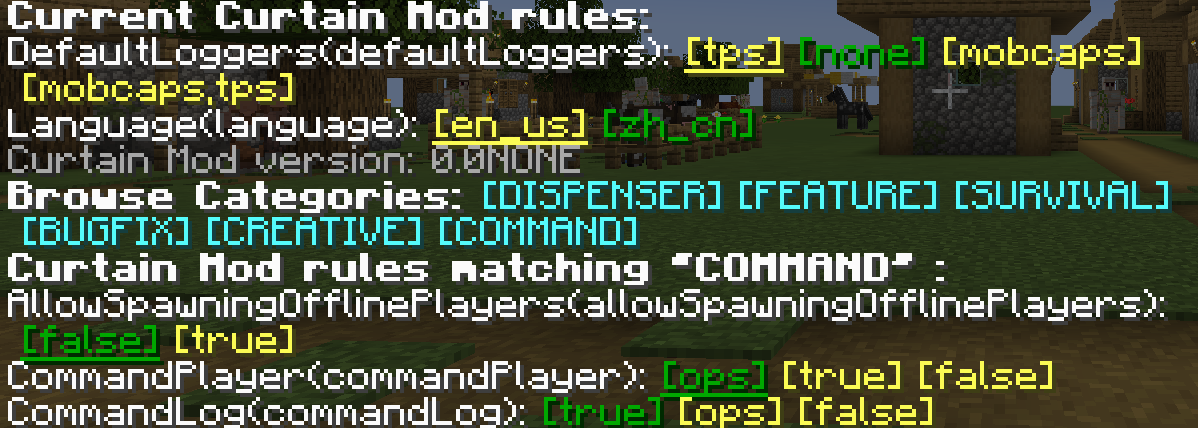 Current Curtain Mod rules:
DefaultLoggers(defaultLoggers): [tps] [none] [mobcaps]
[mobcaps,tps]
Language(language): [en_us] [zh_cn]
Curtain Mod version: 0.0NONE
Browse Categories: [DISPENSER] [FEATURE] [SURVIVAL]
[BUGFIX] [CREATIVE] [COMMAND]
Curtain Mod rules matching "COMMAND" :
AllowSpawningOfflinePlayers(allowSpawningOfflinePlayers):
[false] [true]
CommandPlayer(commandPlayer): [ops] [true] [false]
CommandLog(commandLog): [true] [ops] [false]